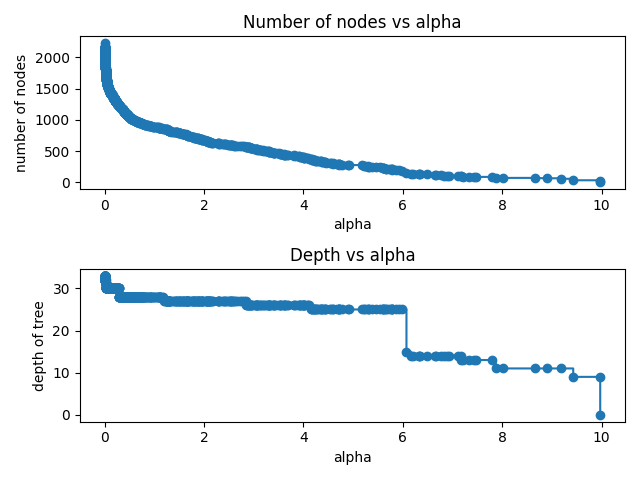 Number of nodes vs alpha
2000
1500
1000
500
0
number of nodes
0 2 4 6 8 10
alpha
Depth vs alpha
30
20
10
0
depth of tree
0 2 4 6 8 10
alpha